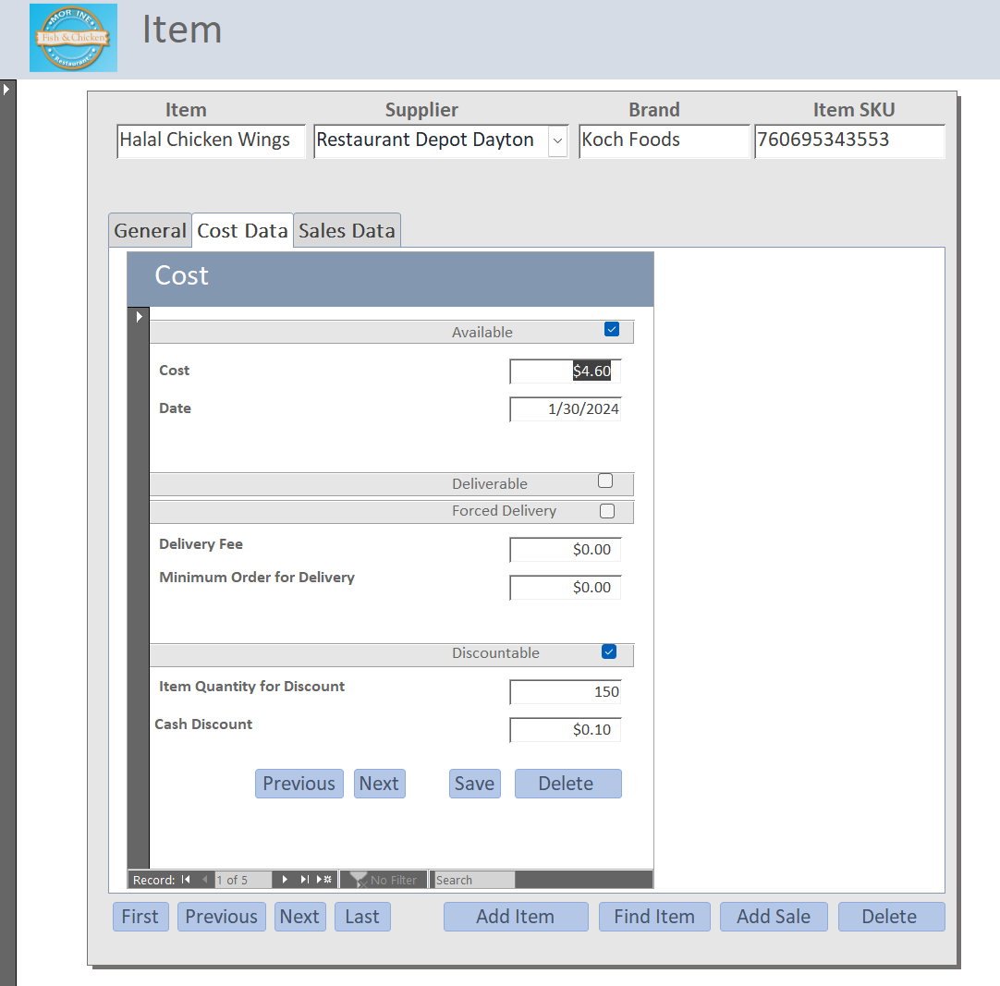 MOR INE
Fish & Chicken
Restaurant
Item
Item Supplier Brand Item SKU
Halal Chicken Wings Restaurant Depot Dayton Koch Foods 760695343553
General Cost Data Sales Data
Cost
Available
Cost $4.60
Date 1/30/2024
Deliverable
Forced Delivery
Delivery Fee $0.00
Minimum Order for Delivery $0.00
Discountable
Item Quantity for Discount 150
Cash Discount $0.10
Previous Next Save Delete
Record: 1 of 5 No Filter Search
First Previous Next Last Add Item Find Item Add Sale Delete